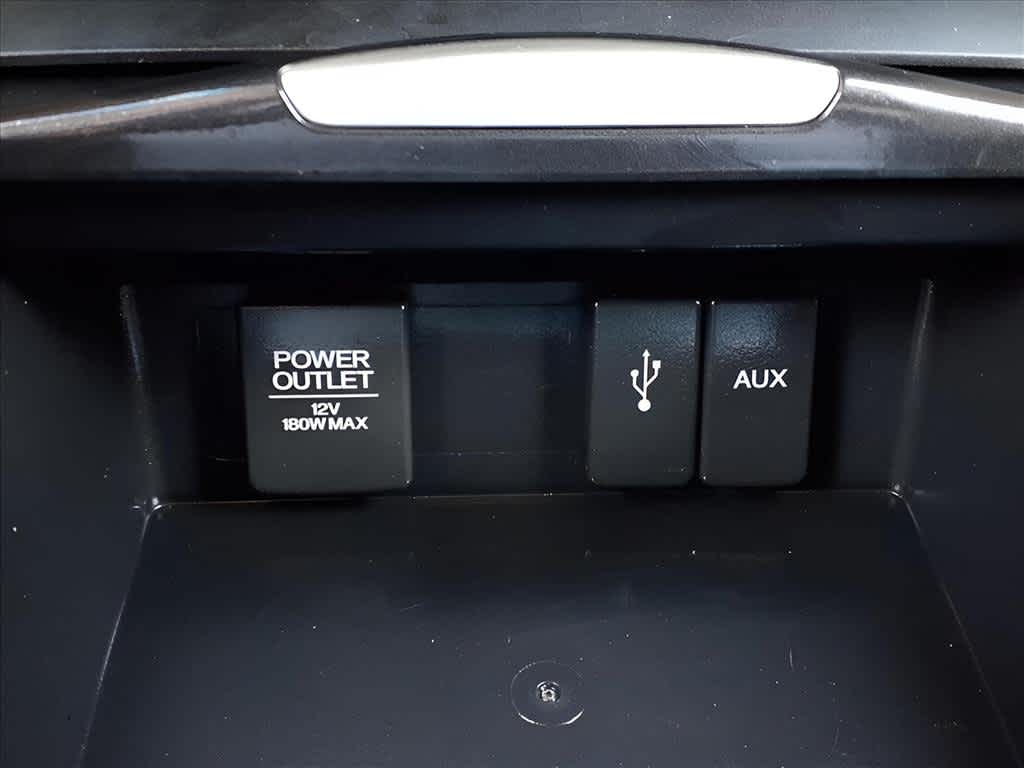 POWER
OUTLET
12V
180W MAX
AUX